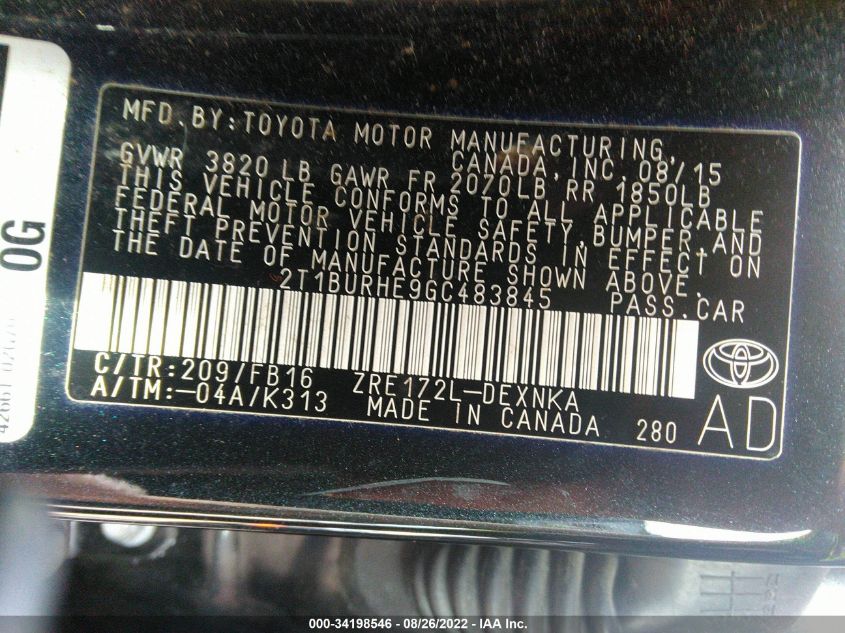 MFD.BY:TOYOTA MOTOR MANUFACTURING,
CANADA,INC. 08/15
GVWR 3820 LB GAWR FR 2070LB RR 1850LB
THIS VEHICLE CONFORMS TO ALL APPLICABLE
FEDERAL MOTOR VEHICLE SAFETY,BUMPER,AND
THEFT PREVENTION STANDARDS IN EFFECT ON
THE DATE OF MANUFACTURE SHOWN ABOVE.
2T1BURHE9GC483845 PASS.CAR
C/TR:209/FB16 ZRE172L-DEXNKA
A/TM:-04A/K313 MADE IN CANADA 280
AD
0G
000-34198546 - 08/26/2022 - IAA Inc.